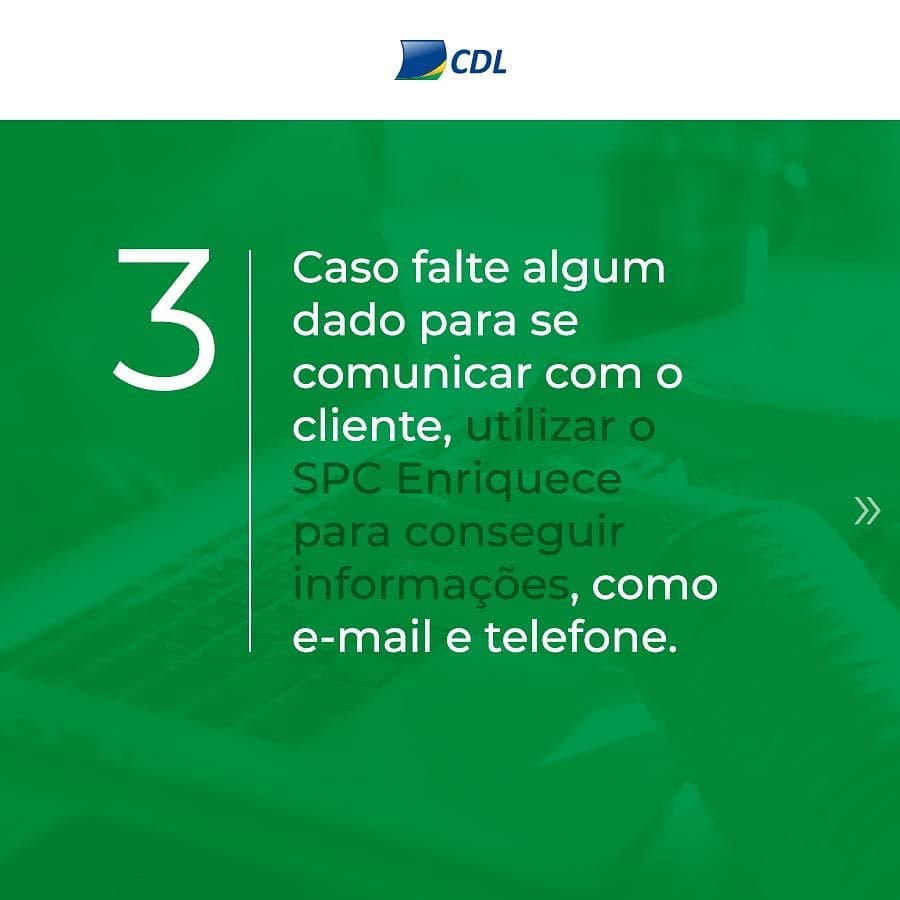 CDL
3
Caso falte algum
dado para se
comunicar com o
cliente, utilizar o
SPC Enriquece
para conseguir
informações, como
e-mail e telefone.